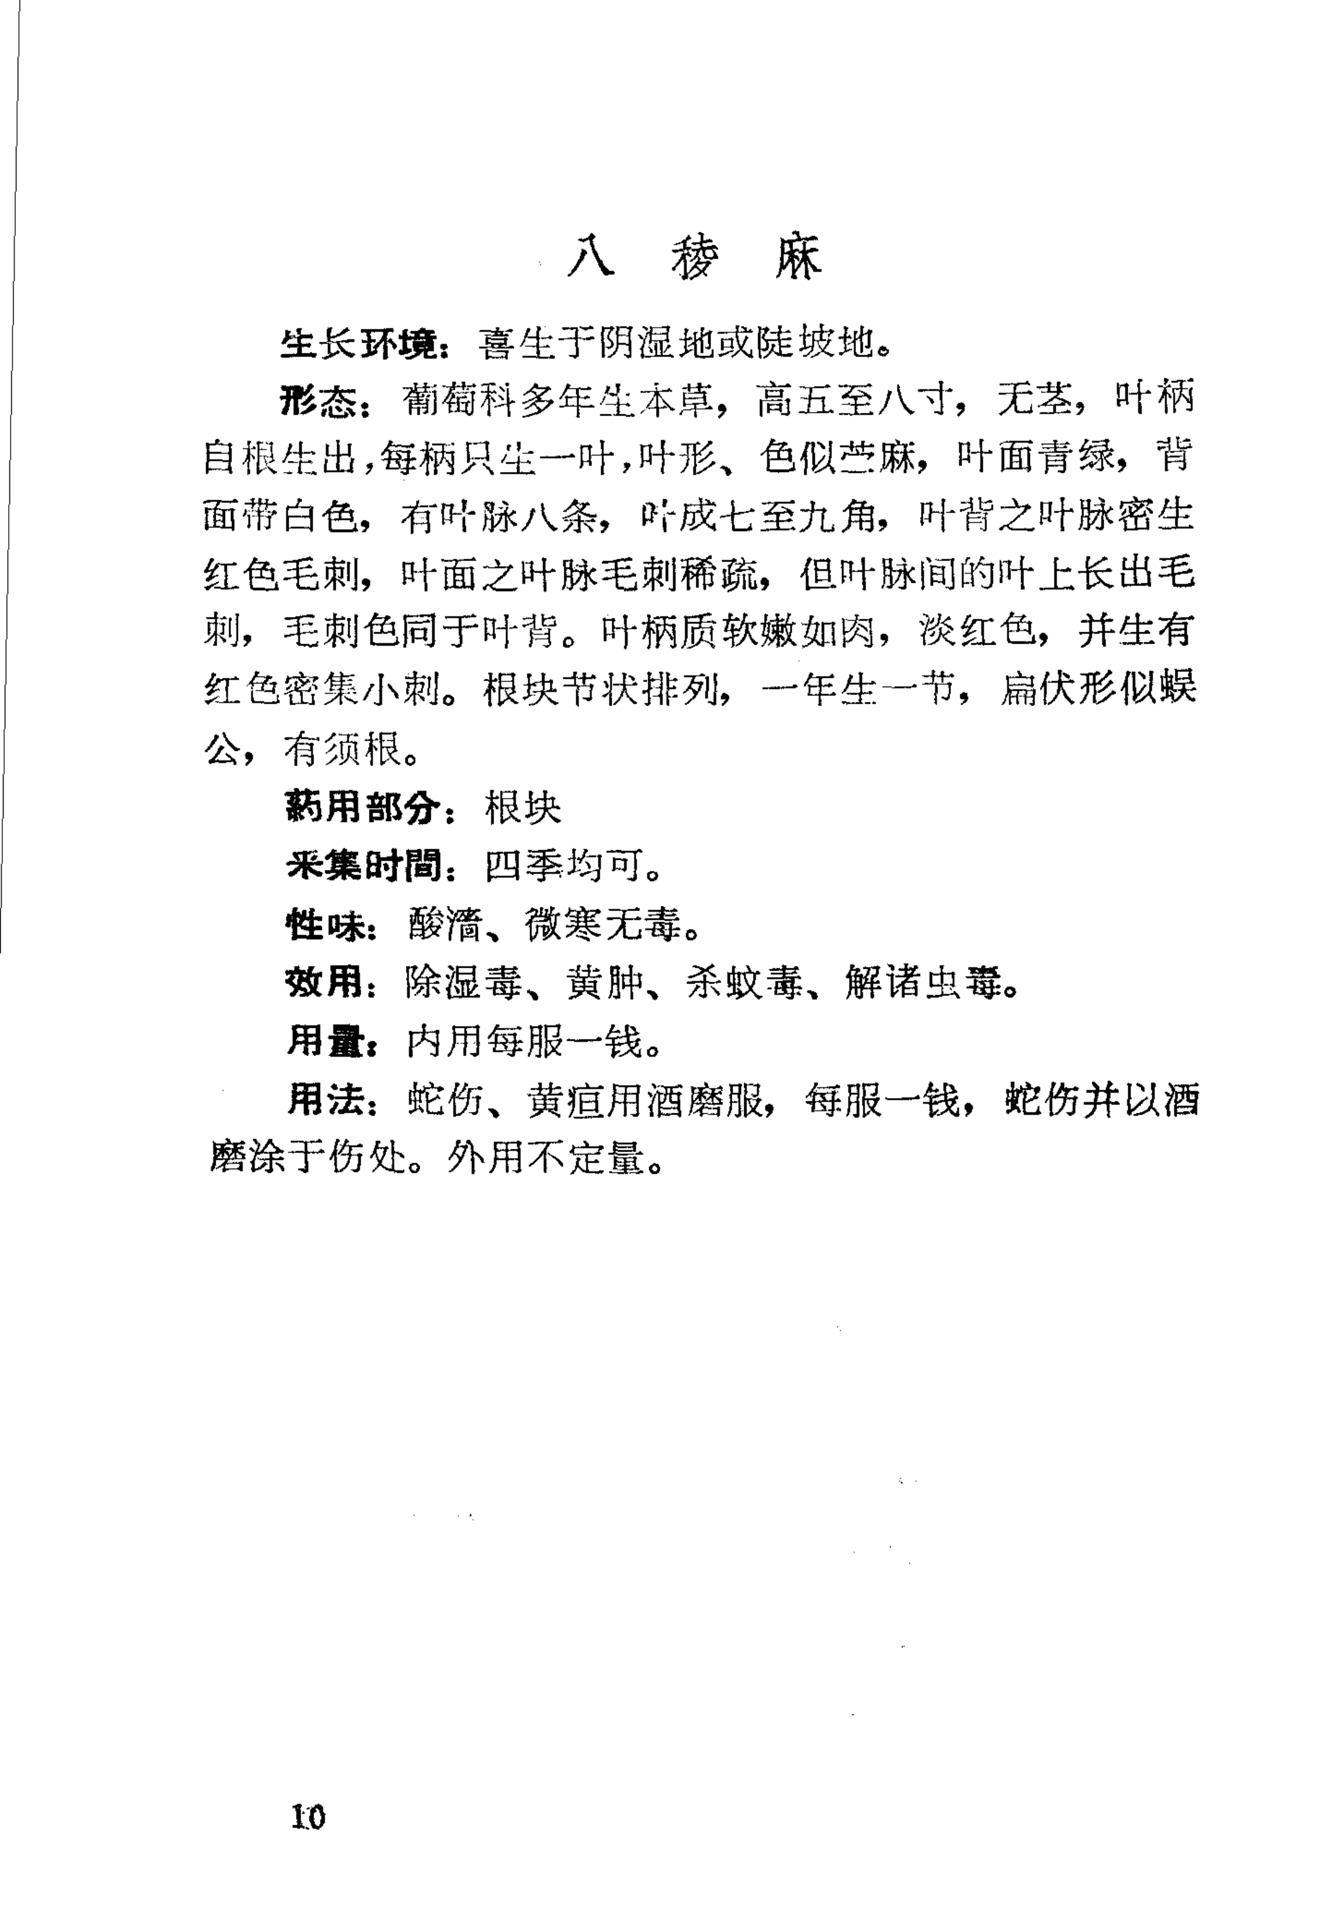 八 稜 麻
生长环境：喜生于阴湿地或陡坡地。
形态：葡萄科多年生本草，高五至八寸，无茎，叶柄
自根生出，每柄只生一叶，叶形、色似苎麻，叶面青绿，背
面带白色，有叶脉八条，叶成七至九角，叶背之叶脉密生
红色毛刺，叶面之叶脉毛刺稀疏，但叶脉间的叶上长出毛
刺，毛刺色同于叶背。叶柄质软嫩如肉，淡红色，并生有
红色密集小刺。根块节状排列，一年生一节，扁伏形似蜈
公，有须根。
药用部分：根块
采集时間：四季均可。
性味：酸濇、微寒无毒。
效用：除湿毒、黄肿、杀蚊毒、解诸虫毒。
用量：内用每服一钱。
用法：蛇伤、黄疸用酒磨服，每服一钱，蛇伤并以酒
磨涂于伤处。外用不定量。
10